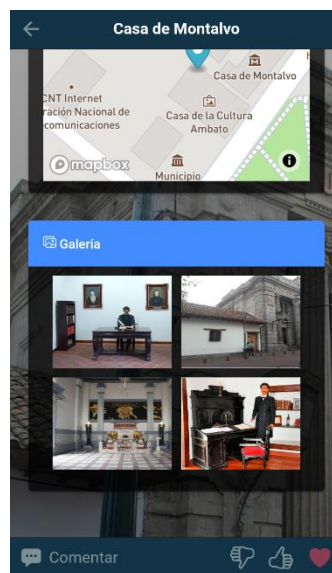 Casa de Montalvo
Casa de Montalvo
CNT Internet
ración Nacional de
comunicaciones
Casa de la Cultura
Ambato
mapbox
Municipio
Galería
Comentar